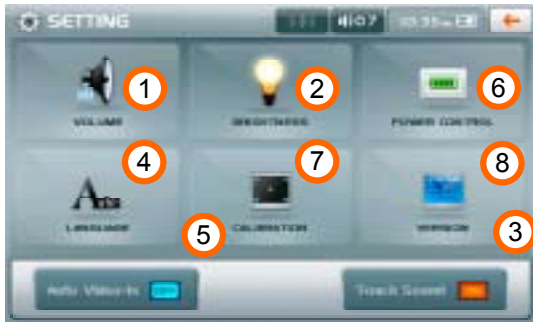 SETTING 07
1 2 6
VOLUME BRIGHTNESS POWER CONTROL
4 7 8
LANGUAGE CALIBRATION VERSION
5 3
Auto Video-In Touch Sound